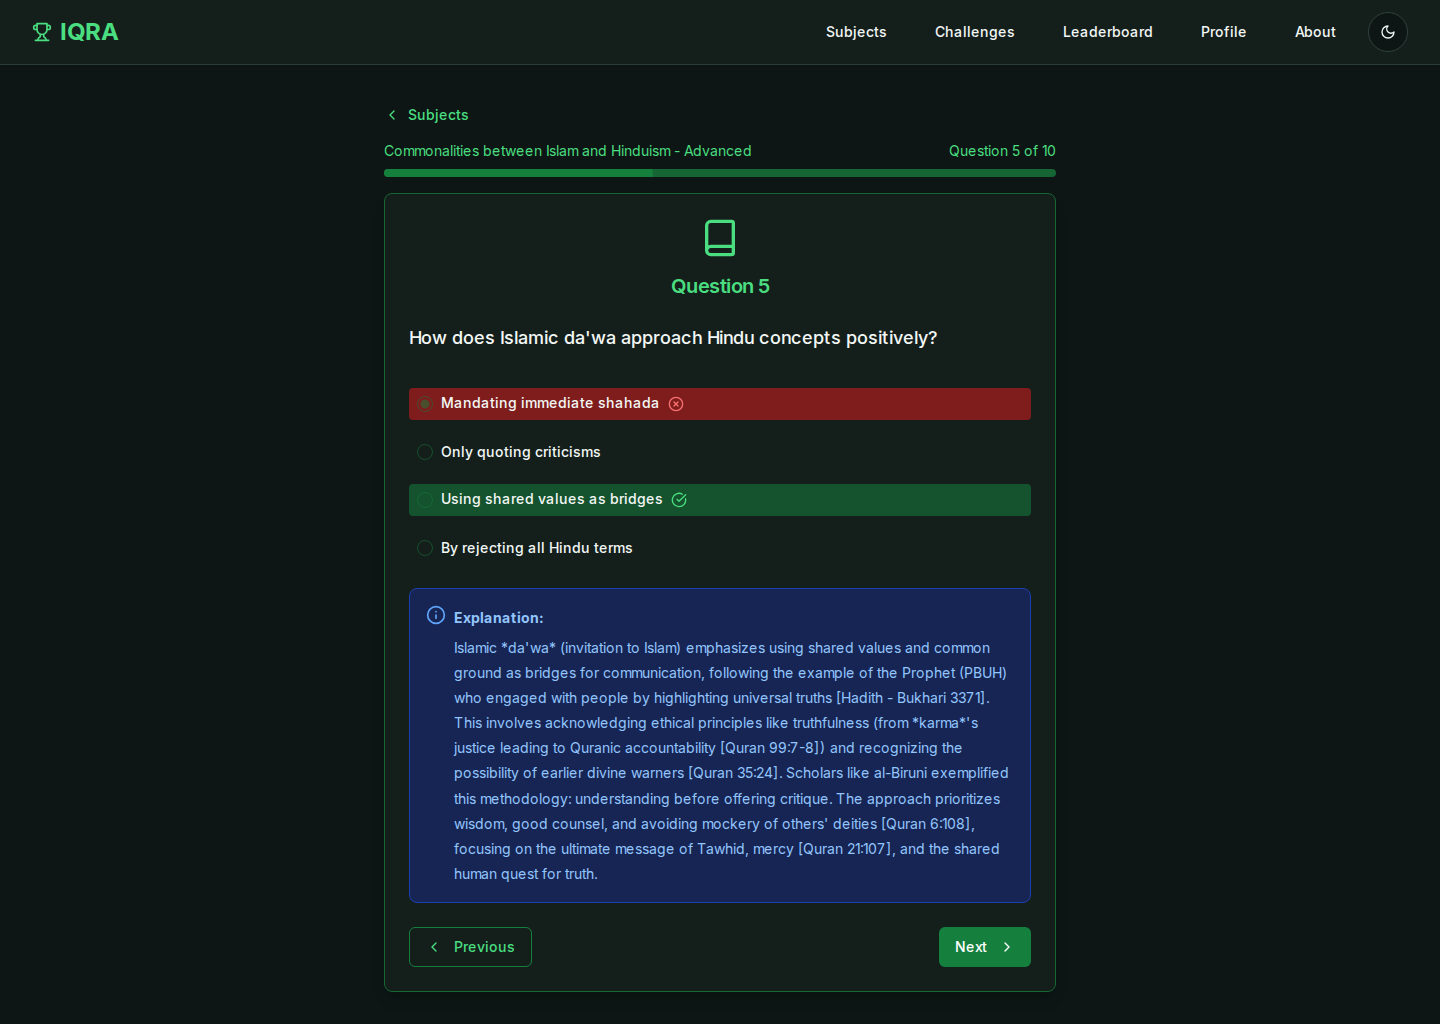 IQRA
Subjects
Challenges
Leaderboard
Profile
About
Subjects
Commonalities between Islam and Hinduism - Advanced
Question 5 of 10
Question 5
How does Islamic da'wa approach Hindu concepts positively?
Mandating immediate shahada
Only quoting criticisms
Using shared values as bridges
By rejecting all Hindu terms
Explanation:
Islamic *da'wa* (invitation to Islam) emphasizes using shared values and common
ground as bridges for communication, following the example of the Prophet (PBUH)
who engaged with people by highlighting universal truths [Hadith - Bukhari 3371].
This involves acknowledging ethical principles like truthfulness (from *karma*'s
justice leading to Quranic accountability [Quran 99:7-8]) and recognizing the
possibility of earlier divine warners [Quran 35:24]. Scholars like al-Biruni exemplified
this methodology: understanding before offering critique. The approach prioritizes
wisdom, good counsel, and avoiding mockery of others' deities [Quran 6:108],
focusing on the ultimate message of Tawhid, mercy [Quran 21:107], and the shared
human quest for truth.
Previous
Next